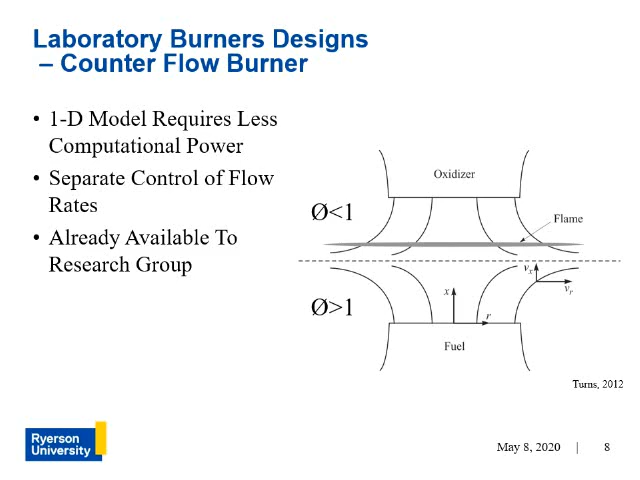 Laboratory Burners Designs
– Counter Flow Burner
• 1-D Model Requires Less
Computational Power
• Separate Control of Flow
Rates
• Already Available To
Research Group
Oxidizer
Ø<1
Flame
vx
vr
x
r
Ø>1
Fuel
Turns, 2012
Ryerson
University
May 8, 2020 | 8